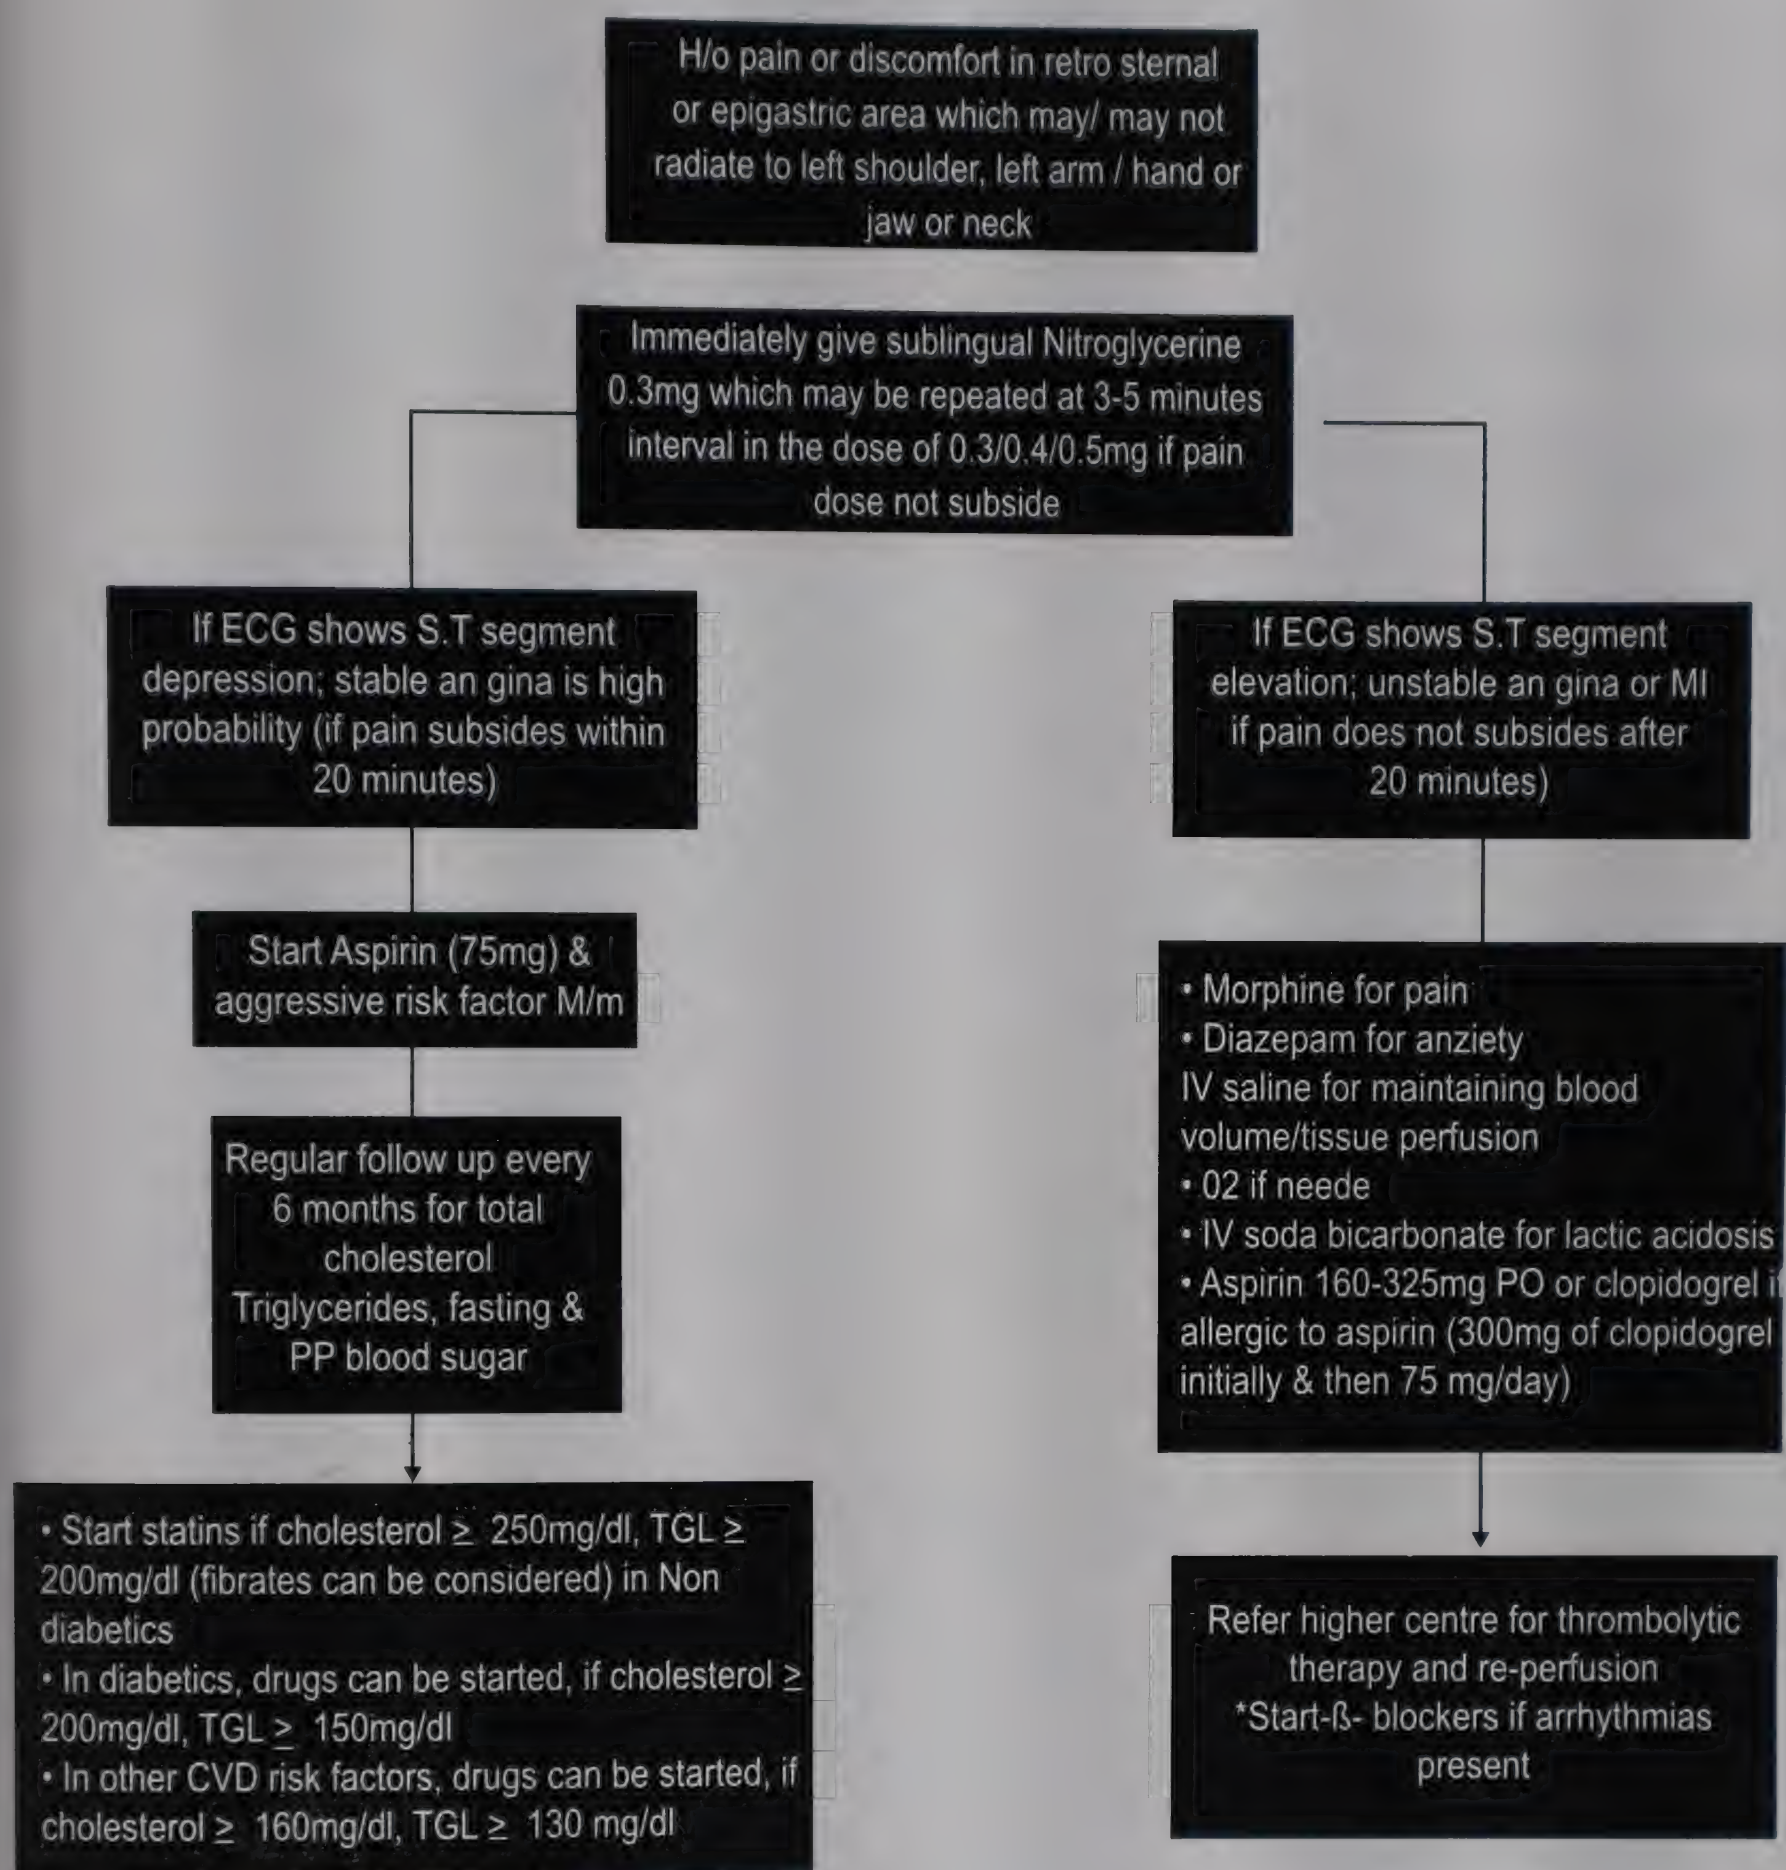 H/o pain or discomfort in retro sternal
or epigastric area which may/ may not
radiate to left shoulder, left arm / hand or
jaw or neck
Immediately give sublingual Nitroglycerine
0.3mg which may be repeated at 3-5 minutes
interval in the dose of 0.3/0.4/0.5mg if pain
dose not subside
If ECG shows S.T segment
depression; stable an gina is high
probability (if pain subsides within
20 minutes)
Start Aspirin (75mg) &
aggressive risk factor M/m
Regular follow up every
6 months for total
cholesterol
Triglycerides, fasting &
PP blood sugar
• Start statins if cholesterol ≥ 250mg/dl, TGL ≥
200mg/dl (fibrates can be considered) in Non
diabetics
• In diabetics, drugs can be started, if cholesterol ≥
200mg/dl, TGL ≥ 150mg/dl
• In other CVD risk factors, drugs can be started, if
cholesterol ≥ 160mg/dl, TGL ≥ 130 mg/dl
If ECG shows S.T segment
elevation; unstable an gina or MI
if pain does not subsides after
20 minutes)
• Morphine for pain
• Diazepam for anziety
IV saline for maintaining blood
volume/tissue perfusion
• 02 if neede
• IV soda bicarbonate for lactic acidosis
• Aspirin 160-325mg PO or clopidogrel if
allergic to aspirin (300mg of clopidogrel
initially & then 75 mg/day)
Refer higher centre for thrombolytic
therapy and re-perfusion
*Start-ß- blockers if arrhythmias
present